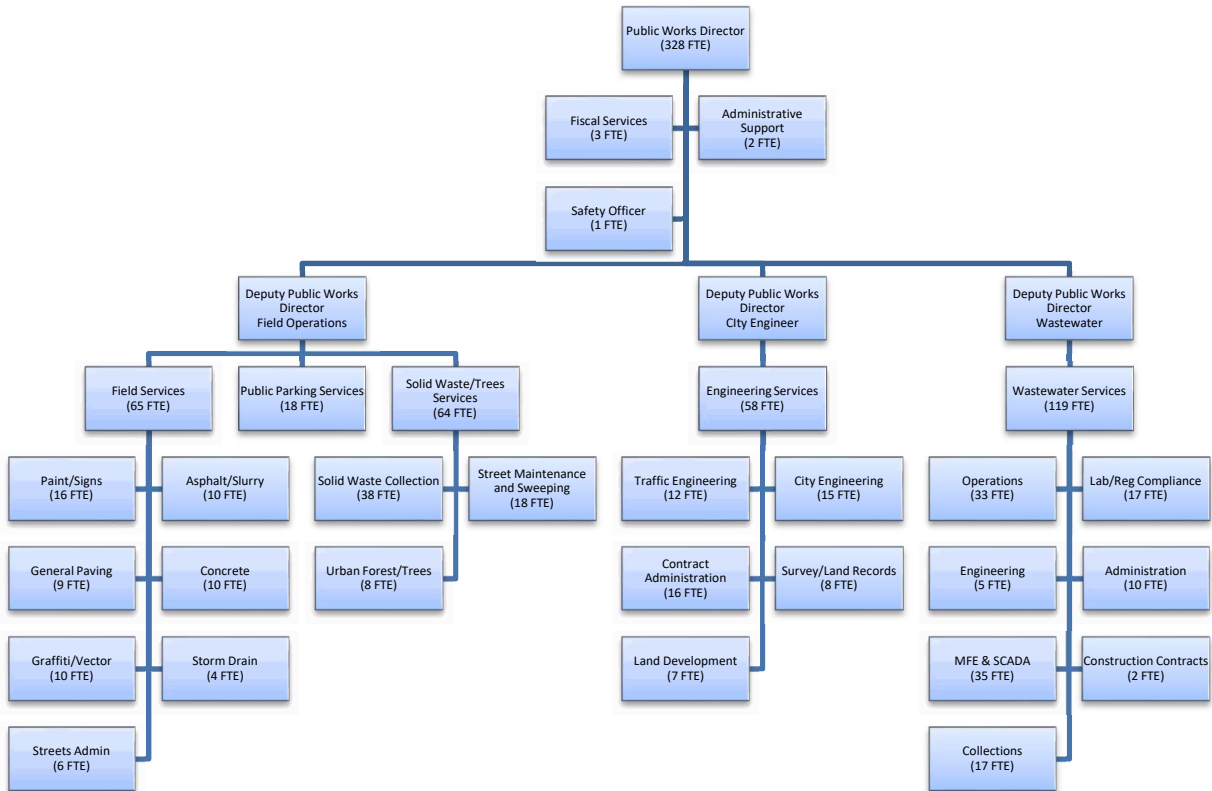 Public Works Director
(328 FTE)
Fiscal Services
(3 FTE)
Administrative
Support
(2 FTE)
Safety Officer
(1 FTE)
Deputy Public Works
Director
Field Operations
Deputy Public Works
Director
CIty Engineer
Deputy Public Works
Director
Wastewater
Field Services
(65 FTE)
Public Parking Services
(18 FTE)
Solid Waste/Trees
Services
(64 FTE)
Engineering Services
(58 FTE)
Wastewater Services
(119 FTE)
Paint/Signs
(16 FTE)
Asphalt/Slurry
(10 FTE)
Solid Waste Collection
(38 FTE)
Street Maintenance
and Sweeping
(18 FTE)
Traffic Engineering
(12 FTE)
City Engineering
(15 FTE)
Operations
(33 FTE)
Lab/Reg Compliance
(17 FTE)
General Paving
(9 FTE)
Concrete
(10 FTE)
Urban Forest/Trees
(8 FTE)
Contract
Administration
(16 FTE)
Survey/Land Records
(8 FTE)
Engineering
(5 FTE)
Administration
(10 FTE)
Graffiti/Vector
(10 FTE)
Storm Drain
(4 FTE)
Land Development
(7 FTE)
MFE & SCADA
(35 FTE)
Construction Contracts
(2 FTE)
Streets Admin
(6 FTE)
Collections
(17 FTE)